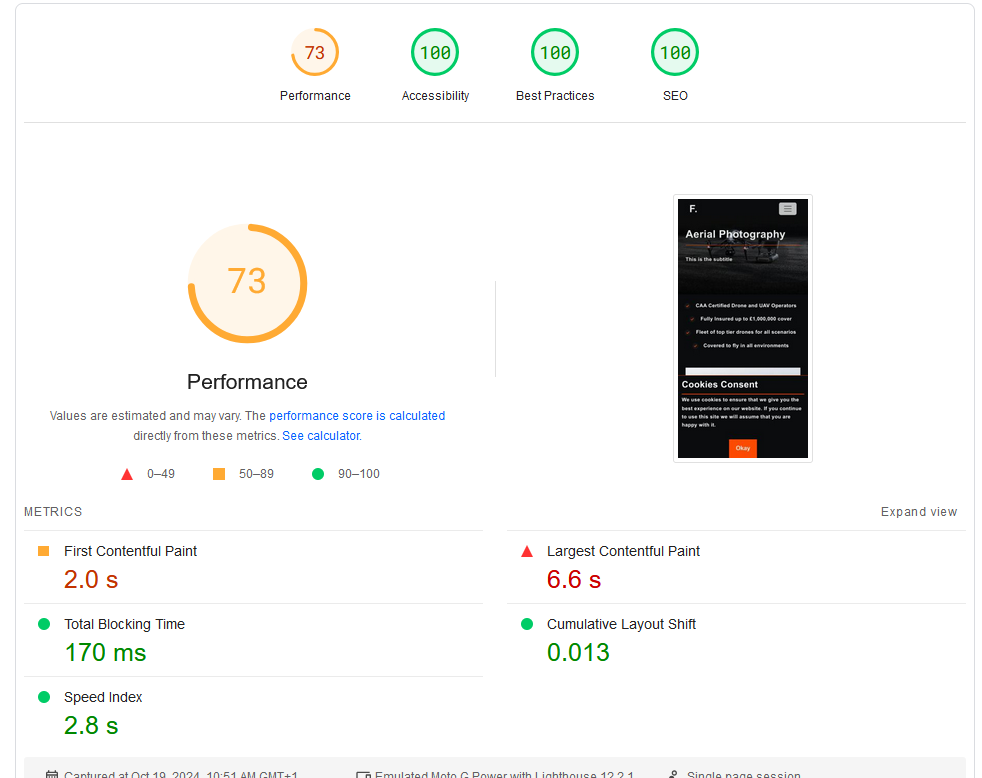 73
100
100
100
Performance
Accessibility
Best Practices
SEO
73
Performance
Values are estimated and may vary. The performance score is calculated
directly from these metrics. See calculator.
0–49
50–89
90–100
F.
Aerial Photography
This is the subtitle
CAA Certified Drone and UAV Operators
Fully Insured up to £1,000,000 cover
Fleet of top tier drones for all scenarios
Covered to fly in all environments
Cookies Consent
We use cookies to ensure that we give you the
best experience on our website. If you continue
to use this site we will assume that you are
happy with it.
Okay
METRICS
Expand view
First Contentful Paint
2.0 s
Largest Contentful Paint
6.6 s
Total Blocking Time
170 ms
Cumulative Layout Shift
0.013
Speed Index
2.8 s
Captured at Oct 19, 2024, 10:51 AM GMT+1
Emulated Moto G Power with Lighthouse 12.2.1
Single page session